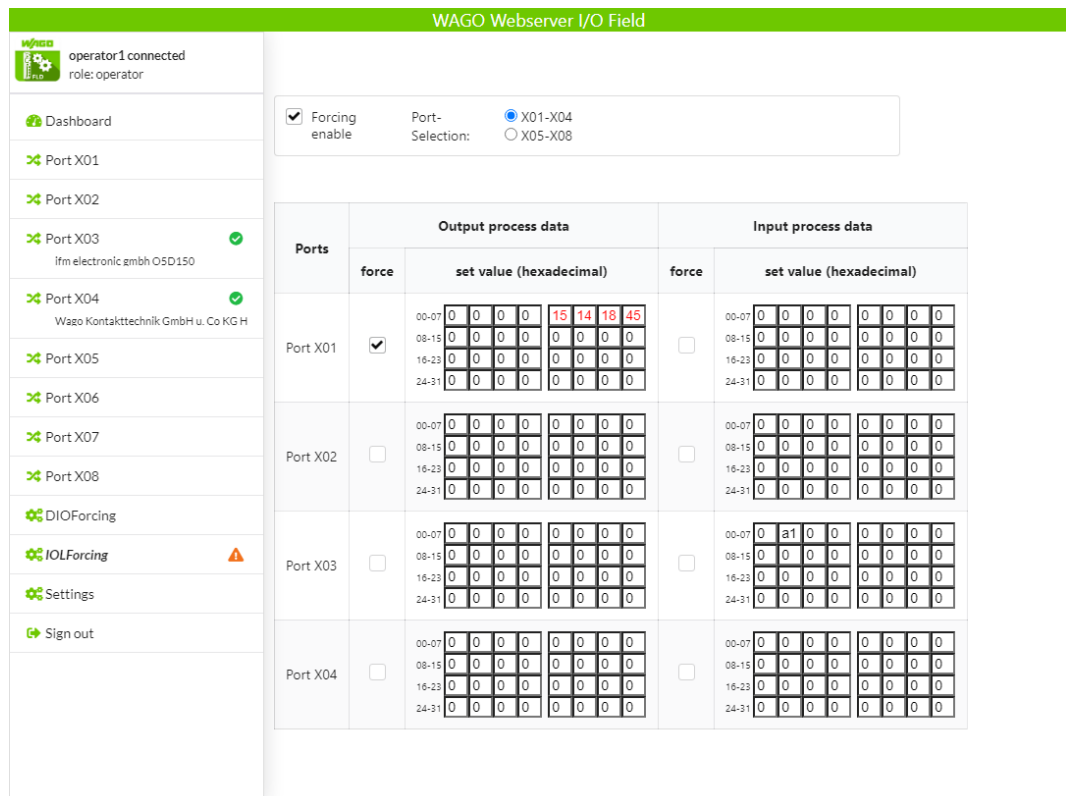 WAGO Webserver I/O Field
WAGO
FLD
operator1 connected
role: operator
Dashboard
Port X01
Port X02
Port X03
ifm electronic gmbh O5D150
Port X04
Wago Kontakttechnik GmbH u. Co KG H
Port X05
Port X06
Port X07
Port X08
DIOForcing
IOLForcing
Settings
Sign out
Forcing enable
Port-Selection:
X01-X04
X05-X08
Ports
Output process data
Input process data
force
set value (hexadecimal)
force
set value (hexadecimal)
Port X01
00-07 0 0 0 0 15 14 18 45
08-15 0 0 0 0 0 0 0 0
16-23 0 0 0 0 0 0 0 0
24-31 0 0 0 0 0 0 0 0
00-07 0 0 0 0 0 0 0 0
08-15 0 0 0 0 0 0 0 0
16-23 0 0 0 0 0 0 0 0
24-31 0 0 0 0 0 0 0 0
Port X02
00-07 0 0 0 0 0 0 0 0
08-15 0 0 0 0 0 0 0 0
16-23 0 0 0 0 0 0 0 0
24-31 0 0 0 0 0 0 0 0
00-07 0 0 0 0 0 0 0 0
08-15 0 0 0 0 0 0 0 0
16-23 0 0 0 0 0 0 0 0
24-31 0 0 0 0 0 0 0 0
Port X03
00-07 0 0 0 0 0 0 0 0
08-15 0 0 0 0 0 0 0 0
16-23 0 0 0 0 0 0 0 0
24-31 0 0 0 0 0 0 0 0
00-07 0 a1 0 0 0 0 0 0
08-15 0 0 0 0 0 0 0 0
16-23 0 0 0 0 0 0 0 0
24-31 0 0 0 0 0 0 0 0
Port X04
00-07 0 0 0 0 0 0 0 0
08-15 0 0 0 0 0 0 0 0
16-23 0 0 0 0 0 0 0 0
24-31 0 0 0 0 0 0 0 0
00-07 0 0 0 0 0 0 0 0
08-15 0 0 0 0 0 0 0 0
16-23 0 0 0 0 0 0 0 0
24-31 0 0 0 0 0 0 0 0